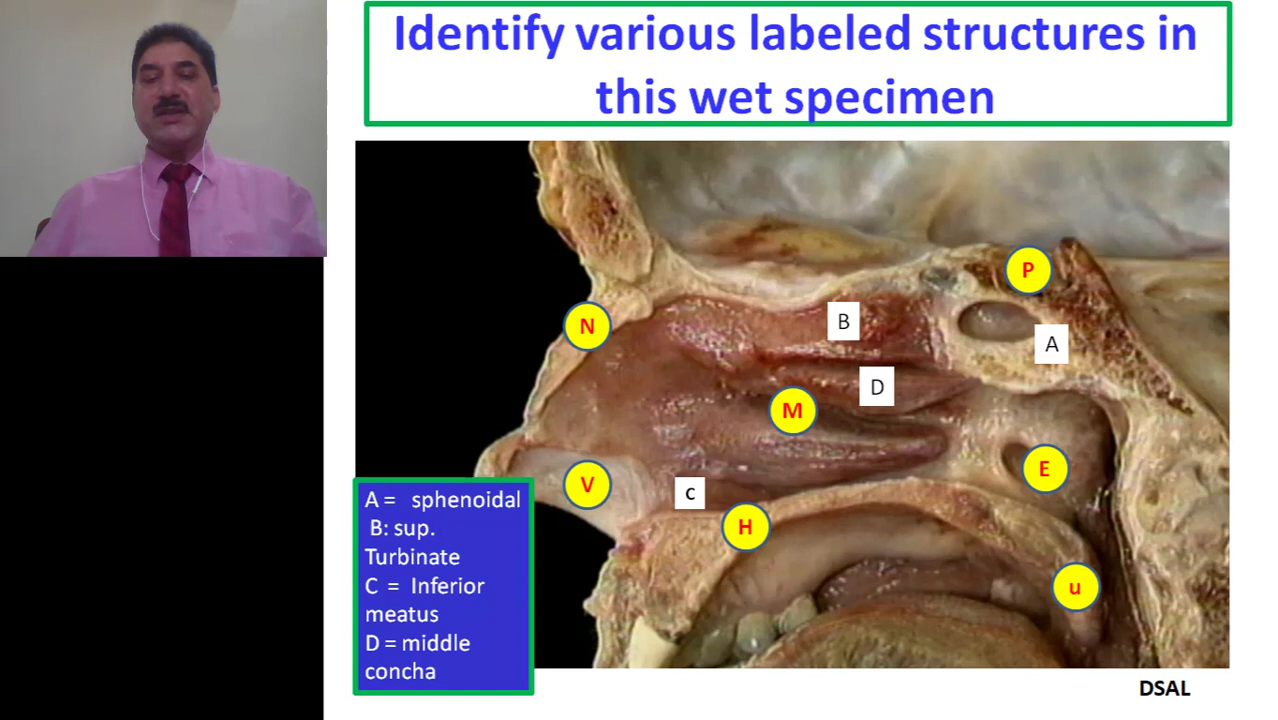 Identify various labeled structures in
this wet specimen
P
N
B
A
D
M
E
V
c
H
u
A = sphenoidal
B: sup.
Turbinate
C = Inferior
meatus
D = middle
concha
DSAL